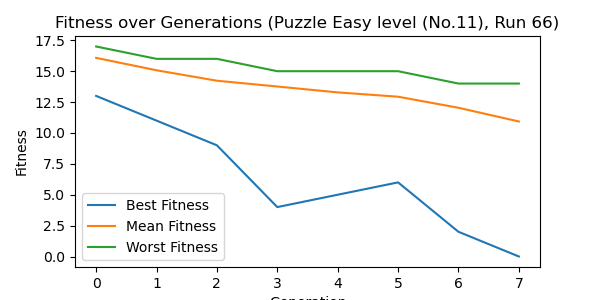 Fitness over Generations (Puzzle Easy level (No.11), Run 66)
17.5
15.0
12.5
10.0
7.5
5.0
2.5
0.0
Fitness
Best Fitness
Mean Fitness
Worst Fitness
0 1 2 3 4 5 6 7
Generation